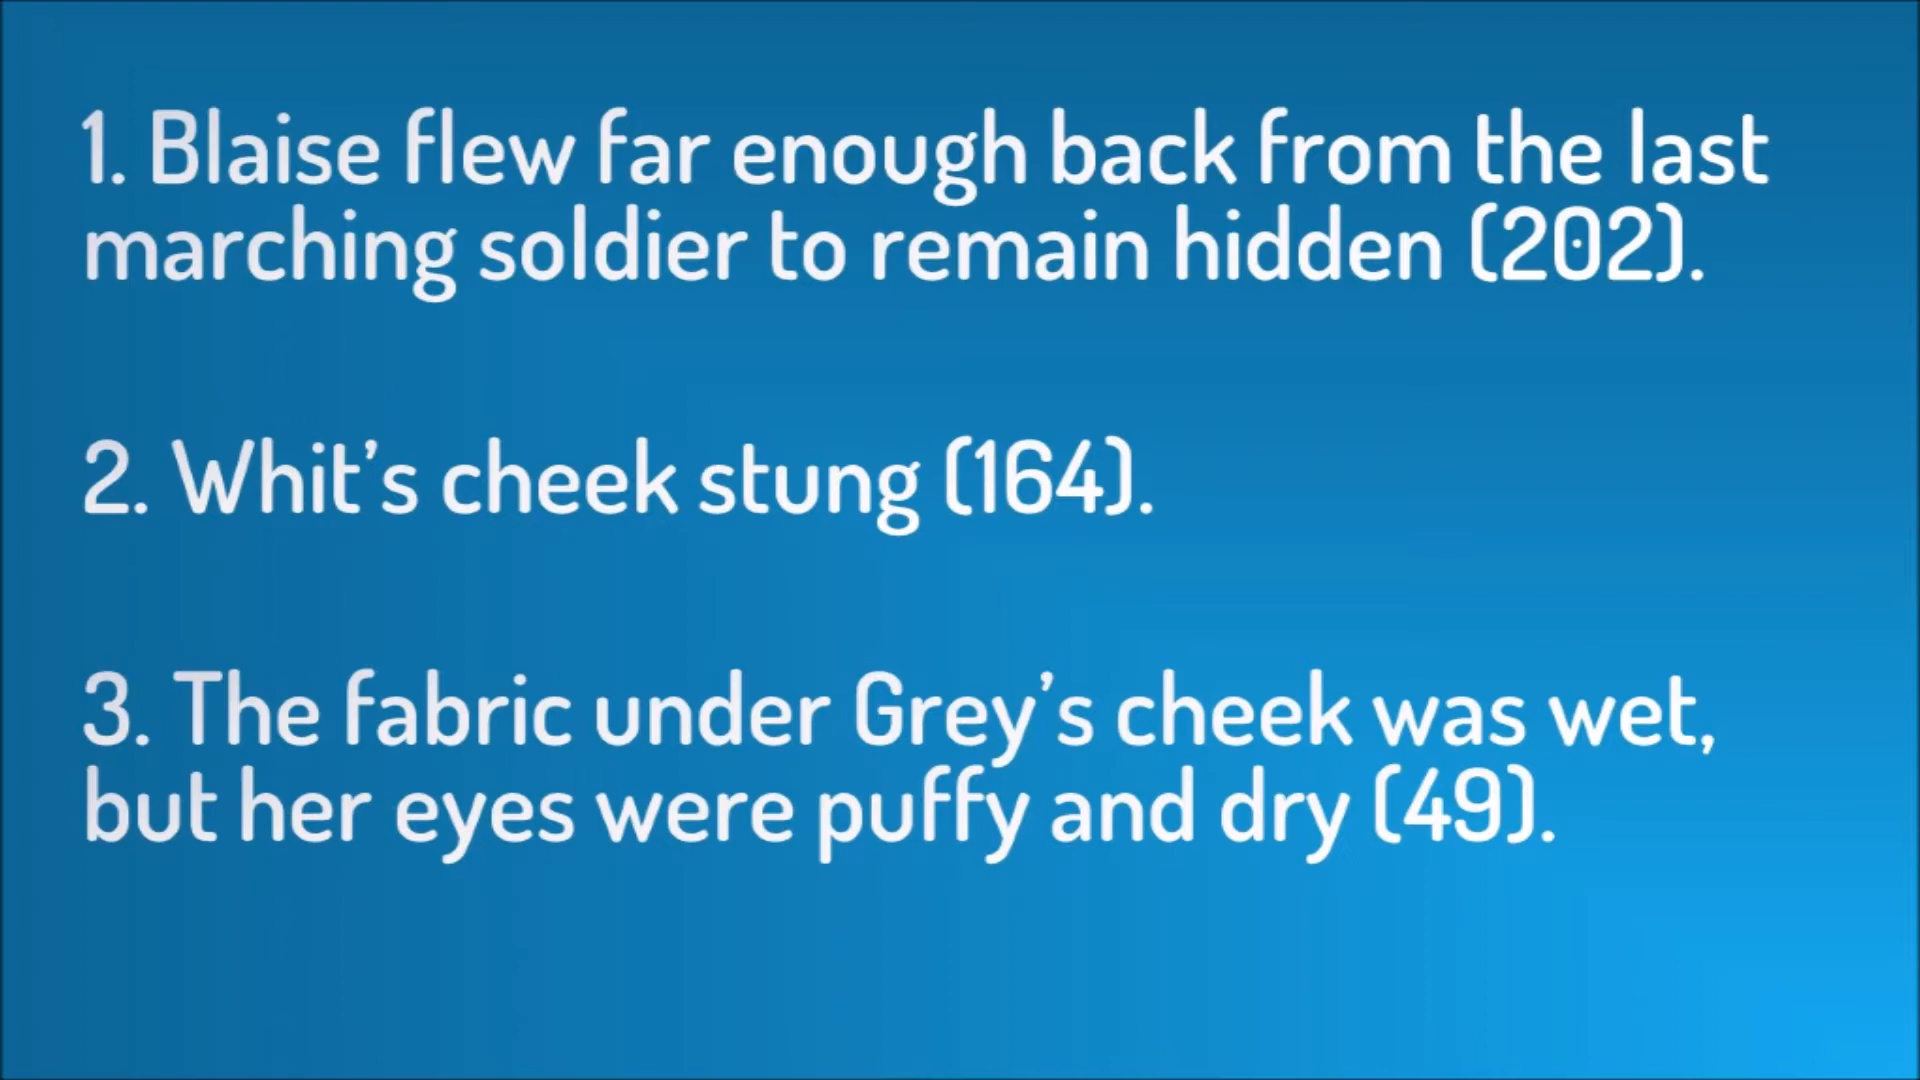 1. Blaise flew far enough back from the last
marching soldier to remain hidden (202).
2. Whit’s cheek stung (164).
3. The fabric under Grey’s cheek was wet,
but her eyes were puffy and dry (49).